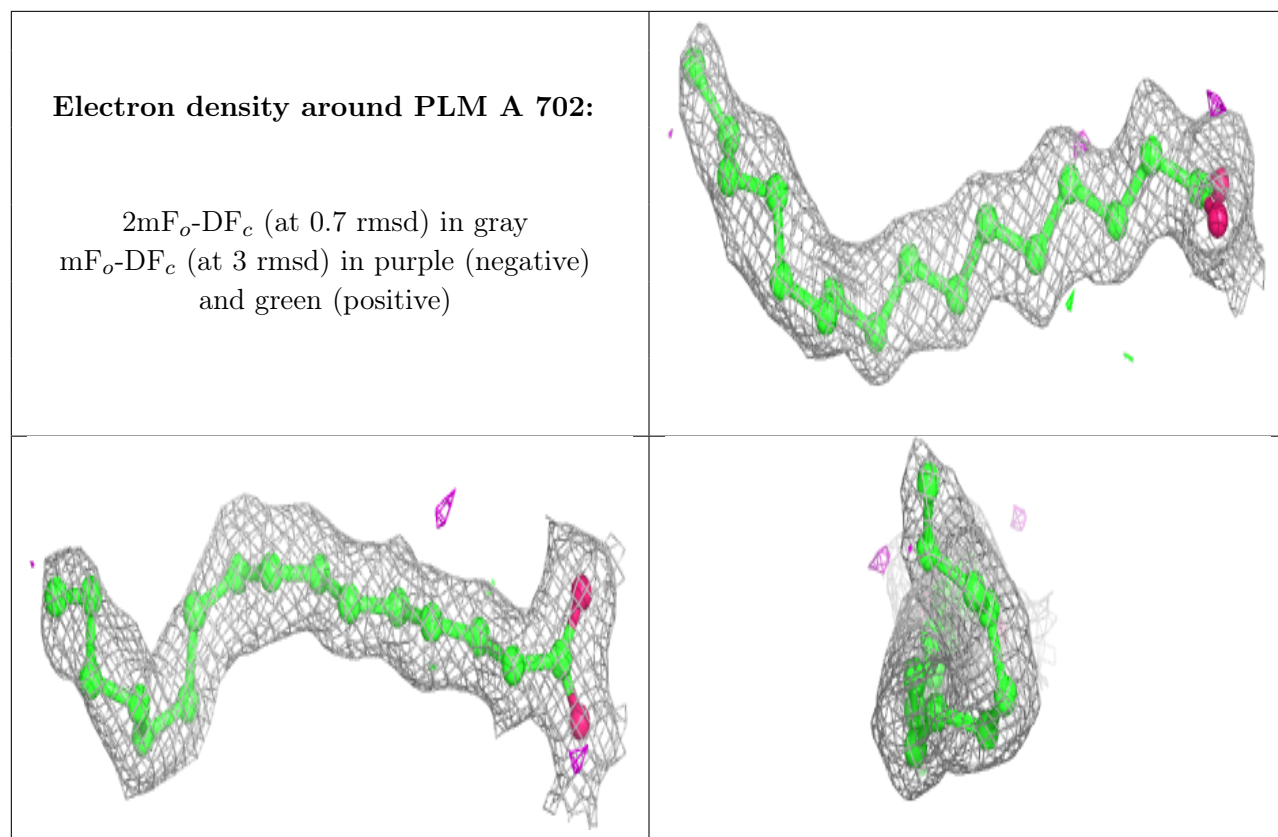 Electron density around PLM A 702:
2mFo-DFc (at 0.7 rmsd) in gray
mFo-DFc (at 3 rmsd) in purple (negative)
and green (positive)